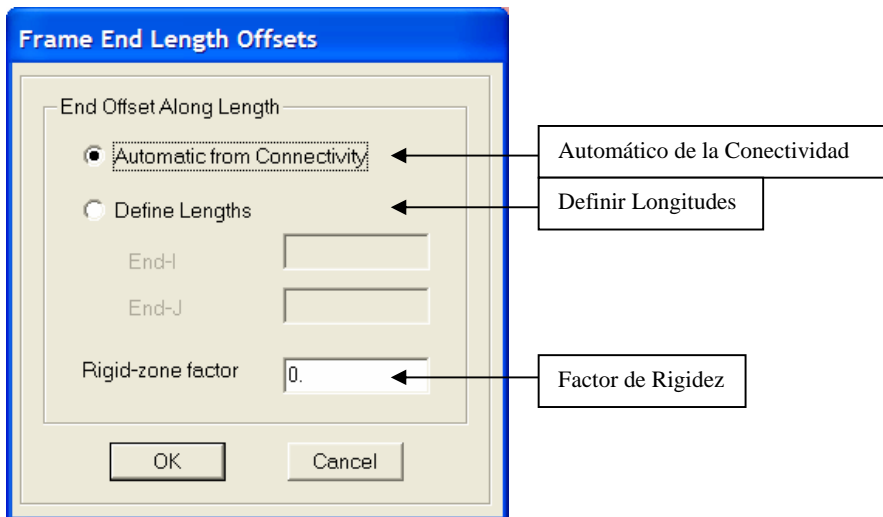 Frame End Length Offsets
End Offset Along Length
Automatic from Connectivity
Automático de la Conectividad
Define Lengths
Definir Longitudes
End-I
End-J
Rigid-zone factor
0.
Factor de Rigidez
OK
Cancel